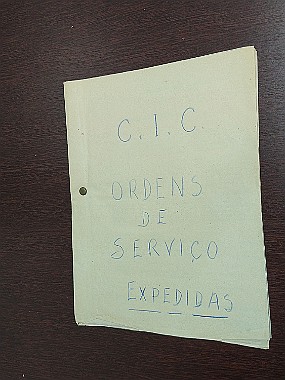 C.I.C.
ORDENS
DE
SERVIÇO
EXPEDIDAS